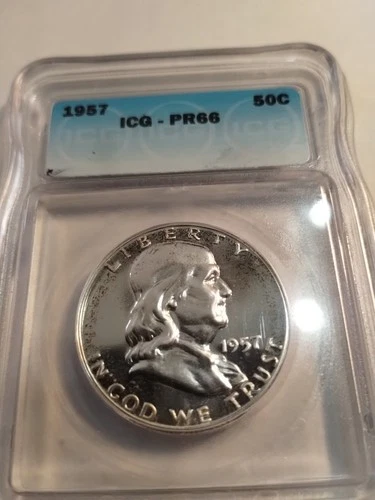 1957 50C
ICG - PR66
LIBERTY
1957
IN GOD WE TRUST